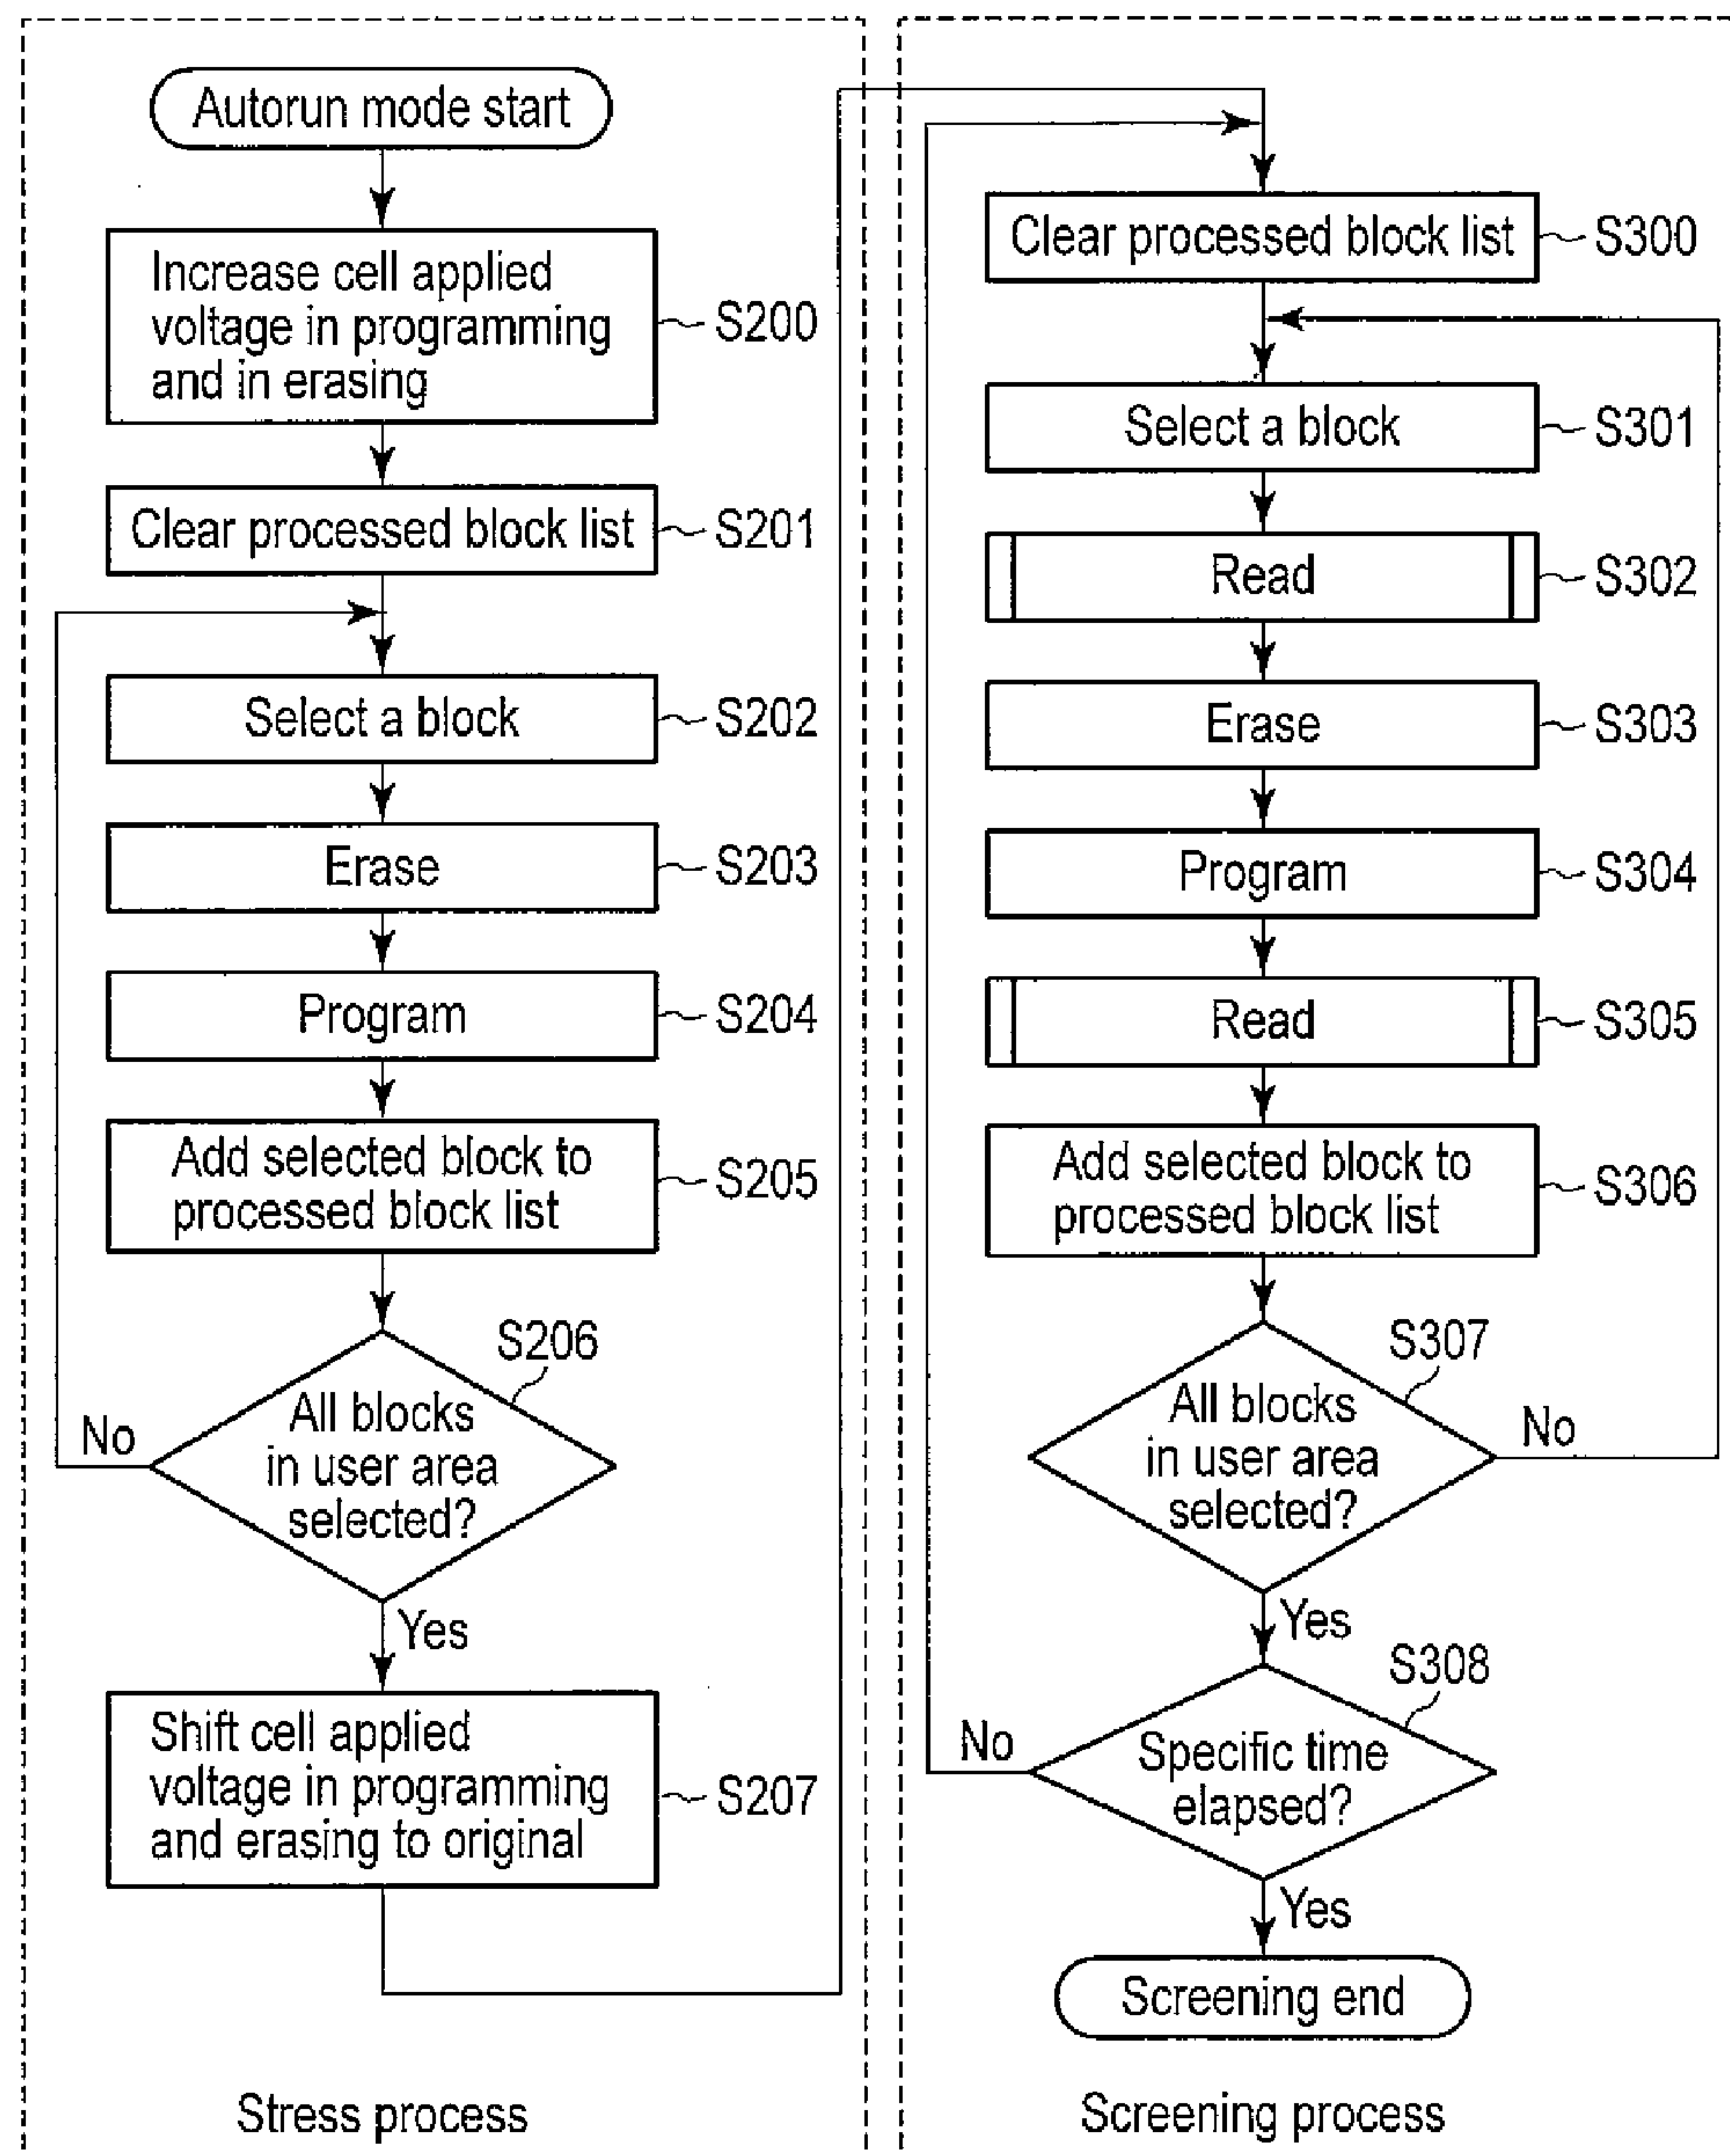 Autorun mode start
Increase cell applied
voltage in programming
and in erasing
S200
Clear processed block list
S201
Select a block
S202
Erase
S203
Program
S204
Add selected block to
processed block list
S205
S206
All blocks
in user area
selected?
No
Yes
Shift cell applied
voltage in programming
and erasing to original
S207
Stress process
Clear processed block list
S300
Select a block
S301
Read
S302
Erase
S303
Program
S304
Read
S305
Add selected block to
processed block list
S306
S307
All blocks
in user area
selected?
No
Yes
S308
Specific time
elapsed?
No
Yes
Screening end
Screening process